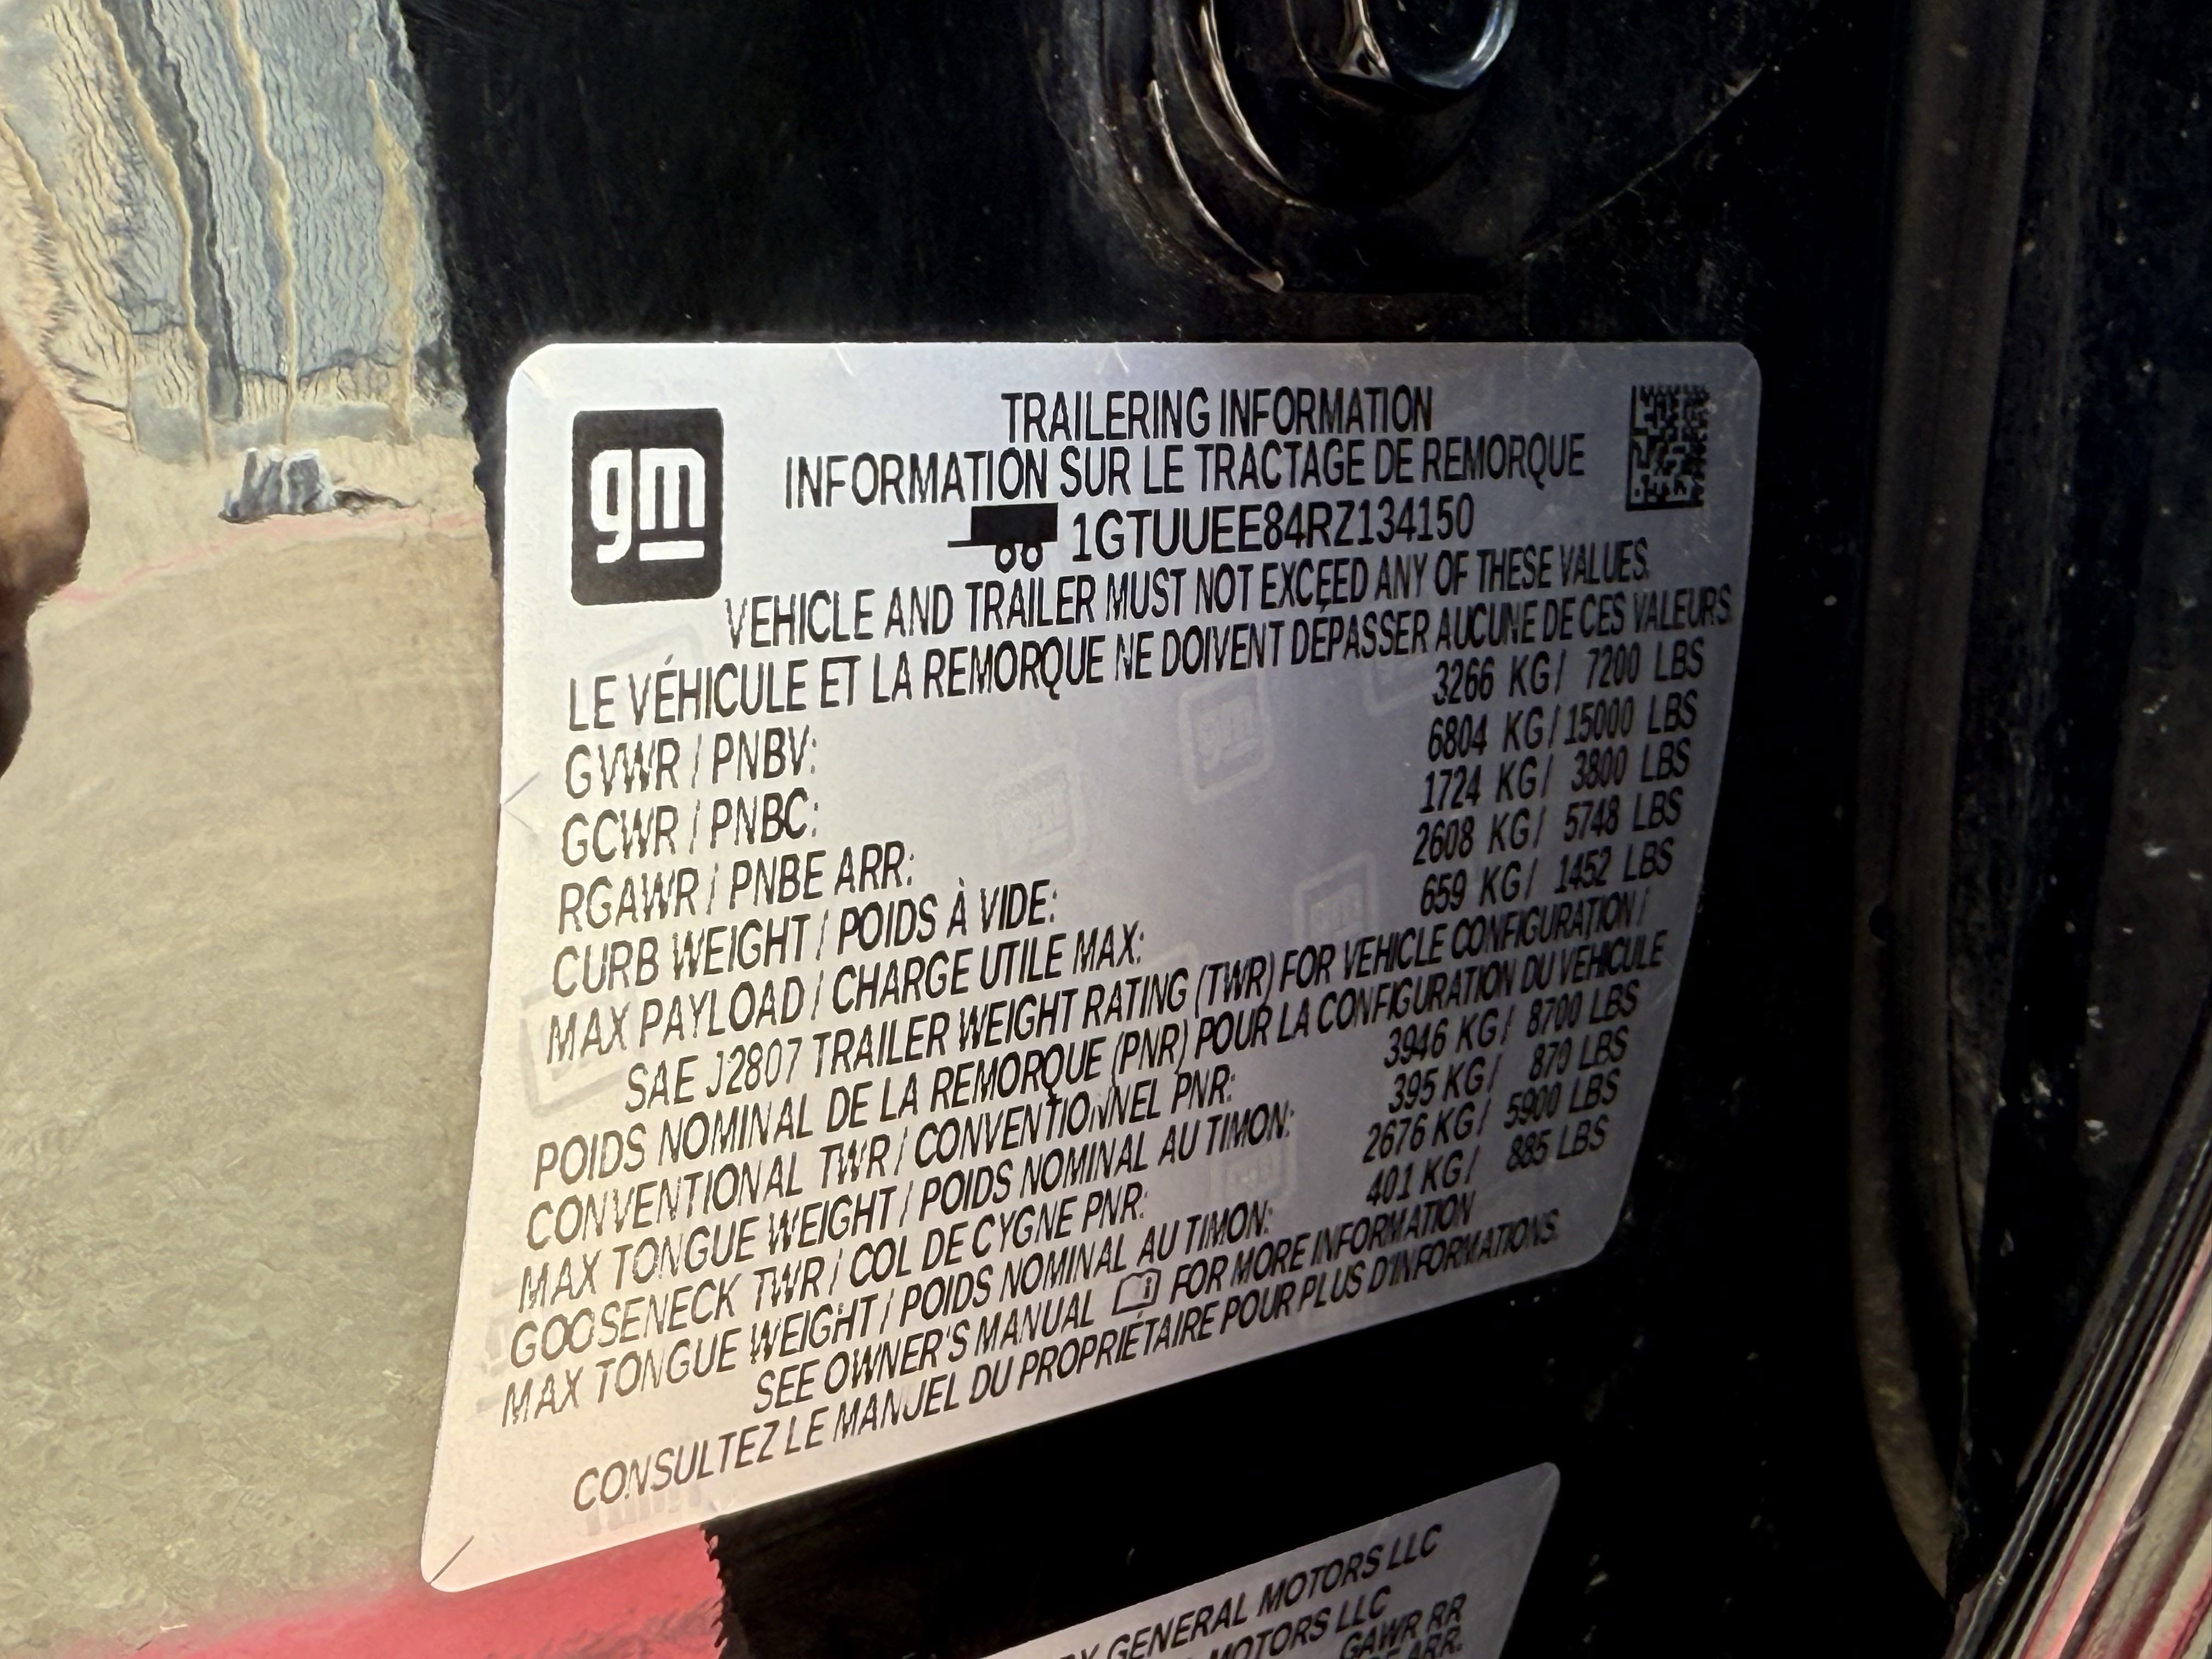 gm
TRAILERING INFORMATION
INFORMATION SUR LE TRACTAGE DE REMORQUE
1GTUUEE84RZ134150
VEHICLE AND TRAILER MUST NOT EXCEED ANY OF THESE VALUES.
LE VÉHICULE ET LA REMORQUE NE DOIVENT DÉPASSER AUCUNE DE CES VALEURS.
GVWR / PNBV: 3266 KG/ 7200 LBS
GCWR / PNBC: 6804 KG/15000 LBS
RGAWR / PNBE ARR: 1724 KG/ 3800 LBS
CURB WEIGHT / POIDS À VIDE: 2608 KG/ 5748 LBS
MAX PAYLOAD / CHARGE UTILE MAX: 659 KG/ 1452 LBS
SAE J2807 TRAILER WEIGHT RATING (TWR) FOR VEHICLE CONFIGURATION /
POIDS NOMINAL DE LA REMORQUE (PNR) POUR LA CONFIGURATION DU VEHICULE
CONVENTIONAL TWR / CONVENTIONNEL PNR: 3946 KG/ 8700 LBS
MAX TONGUE WEIGHT / POIDS NOMINAL AU TIMON: 395 KG/ 870 LBS
GOOSENECK TWR / COL DE CYGNE PNR: 2676 KG/ 5900 LBS
MAX TONGUE WEIGHT / POIDS NOMINAL AU TIMON: 401 KG/ 885 LBS
SEE OWNER'S MANUAL FOR MORE INFORMATION
CONSULTEZ LE MANUEL DU PROPRIÉTAIRE POUR PLUS D'INFORMATIONS.
BY GENERAL MOTORS LLC
MOTORS LLC
GAWR RR
ARR.